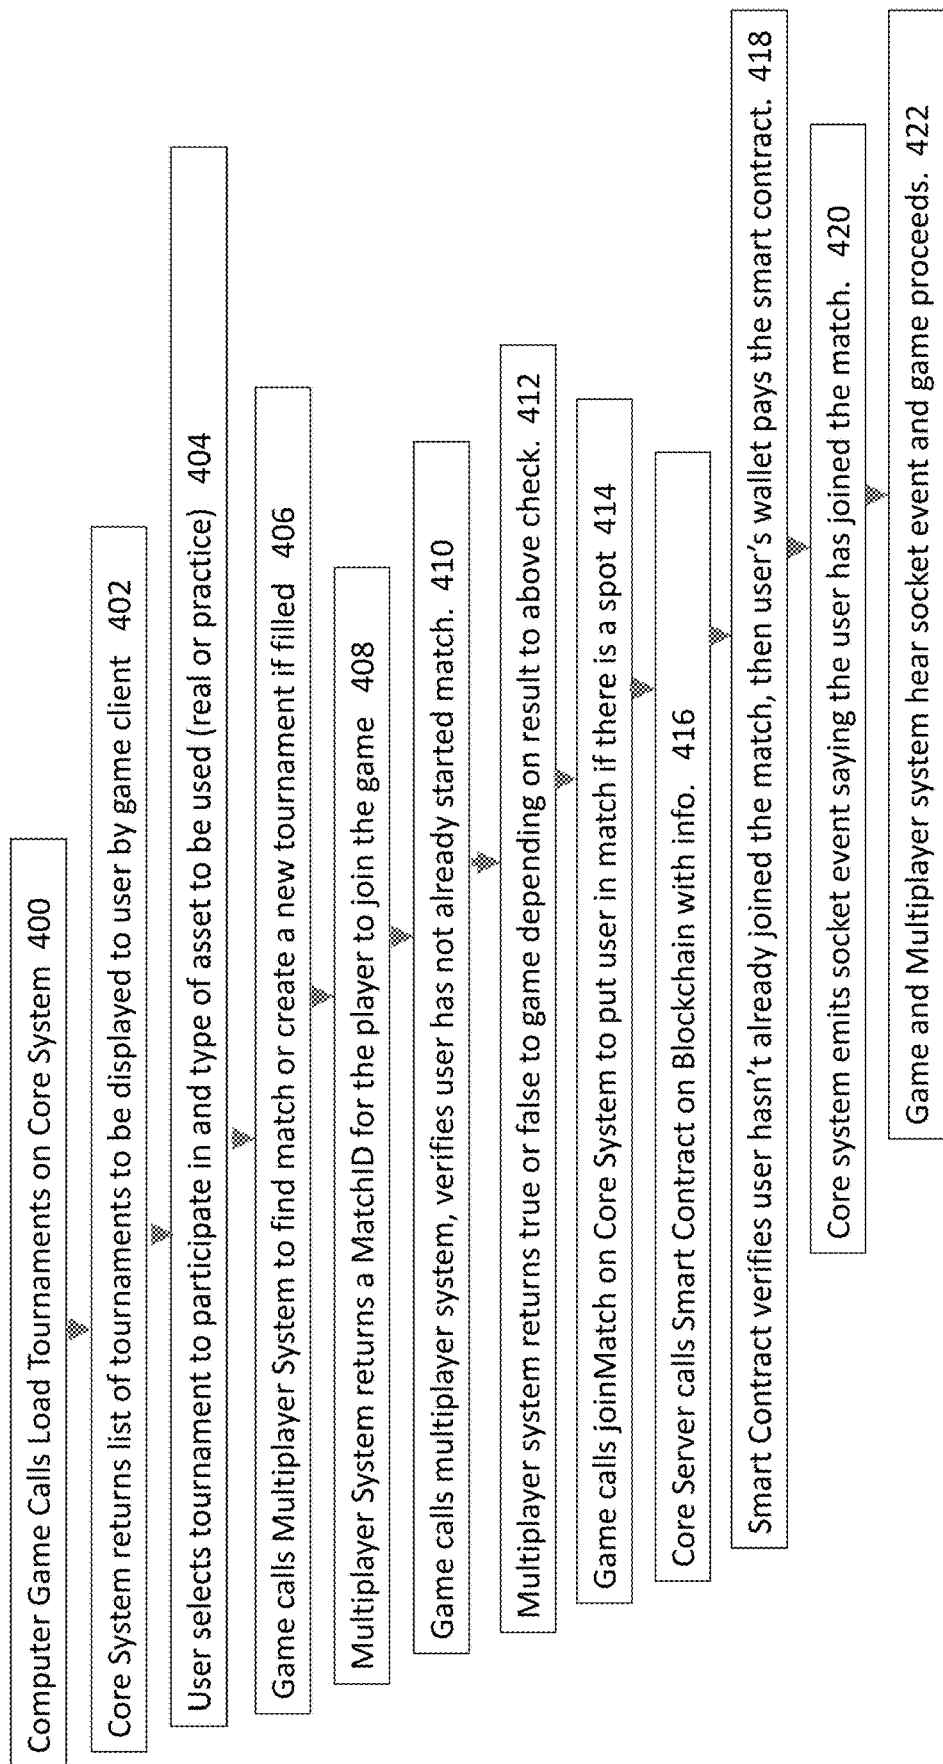 Computer Game Calls Load Tournaments on Core System 400
Core System returns list of tournaments to be displayed to user by game client 402
User selects tournament to participate in and type of asset to be used (real or practice) 404
Game calls Multiplayer System to find match or create a new tournament if filled 406
Multiplayer System returns a MatchID for the player to join the game 408
Game calls multiplayer system, verifies user has not already started match. 410
Multiplayer system returns true or false to game depending on result to above check. 412
Game calls joinMatch on Core System to put user in match if there is a spot 414
Core Server calls Smart Contract on Blockchain with info. 416
Smart Contract verifies user hasn't already joined the match, then user's wallet pays the smart contract. 418
Core system emits socket event saying the user has joined the match. 420
Game and Multiplayer system hear socket event and game proceeds. 422